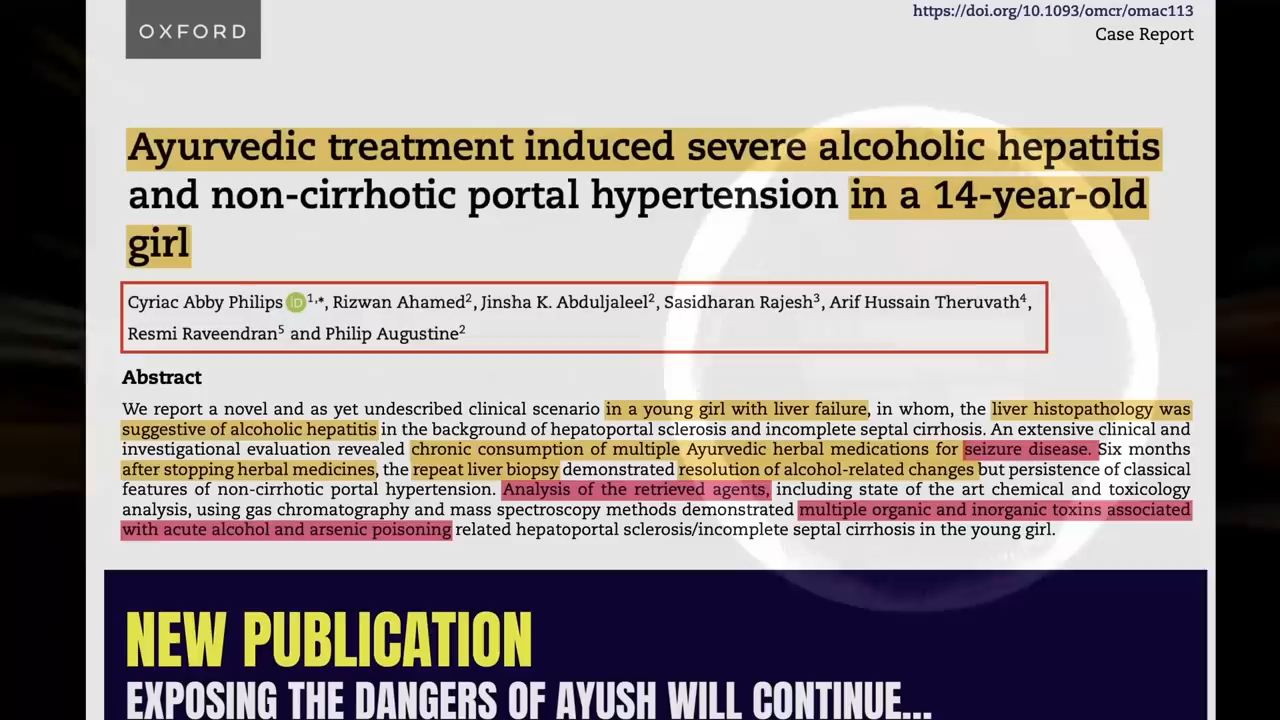 OXFORD
https://doi.org/10.1093/omcr/omac113
Case Report
Ayurvedic treatment induced severe alcoholic hepatitis
and non-cirrhotic portal hypertension in a 14-year-old
girl
Cyriac Abby Philips iD 1,*, Rizwan Ahamed2, Jinsha K. Abduljaleel2, Sasidharan Rajesh3, Arif Hussain Theruvath4,
Resmi Raveendran5 and Philip Augustine2
Abstract
We report a novel and as yet undescribed clinical scenario in a young girl with liver failure, in whom, the liver histopathology was
suggestive of alcoholic hepatitis in the background of hepatoportal sclerosis and incomplete septal cirrhosis. An extensive clinical and
investigational evaluation revealed chronic consumption of multiple Ayurvedic herbal medications for seizure disease. Six months
after stopping herbal medicines, the repeat liver biopsy demonstrated resolution of alcohol-related changes but persistence of classical
features of non-cirrhotic portal hypertension. Analysis of the retrieved agents, including state of the art chemical and toxicology
analysis, using gas chromatography and mass spectroscopy methods demonstrated multiple organic and inorganic toxins associated
with acute alcohol and arsenic poisoning related hepatoportal sclerosis/incomplete septal cirrhosis in the young girl.
NEW PUBLICATION
EXPOSING THE DANGERS OF AYUSH WILL CONTINUE...